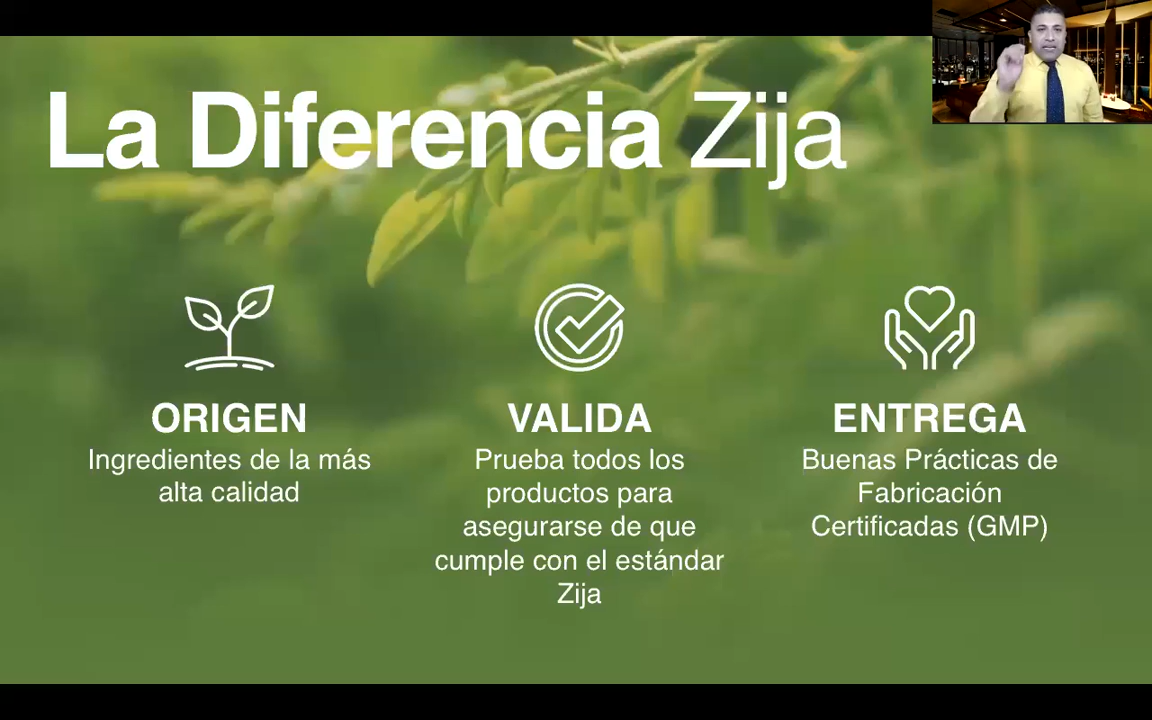 La Diferencia Zija
ORIGEN
Ingredientes de la más
alta calidad
VALIDA
Prueba todos los
productos para
asegurarse de que
cumple con el estándar
Zija
ENTREGA
Buenas Prácticas de
Fabricación
Certificadas (GMP)